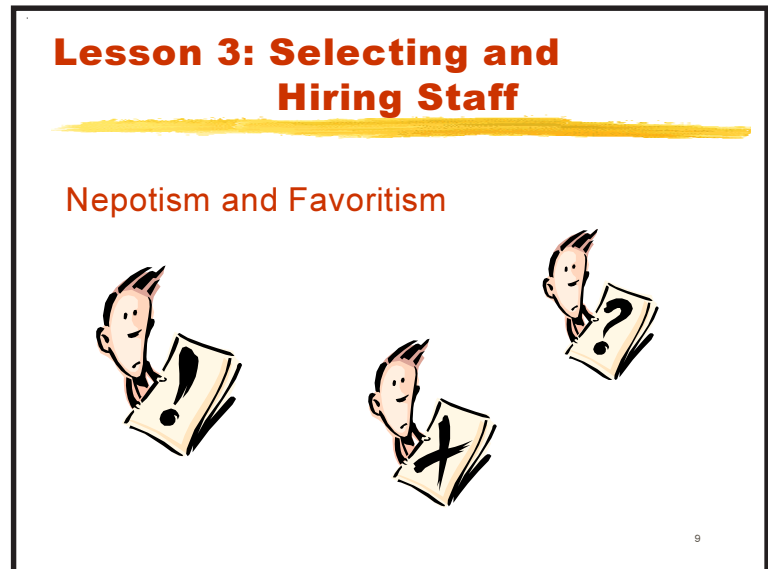 Lesson 3: Selecting and
Hiring Staff
Nepotism and Favoritism
!
X
?
9